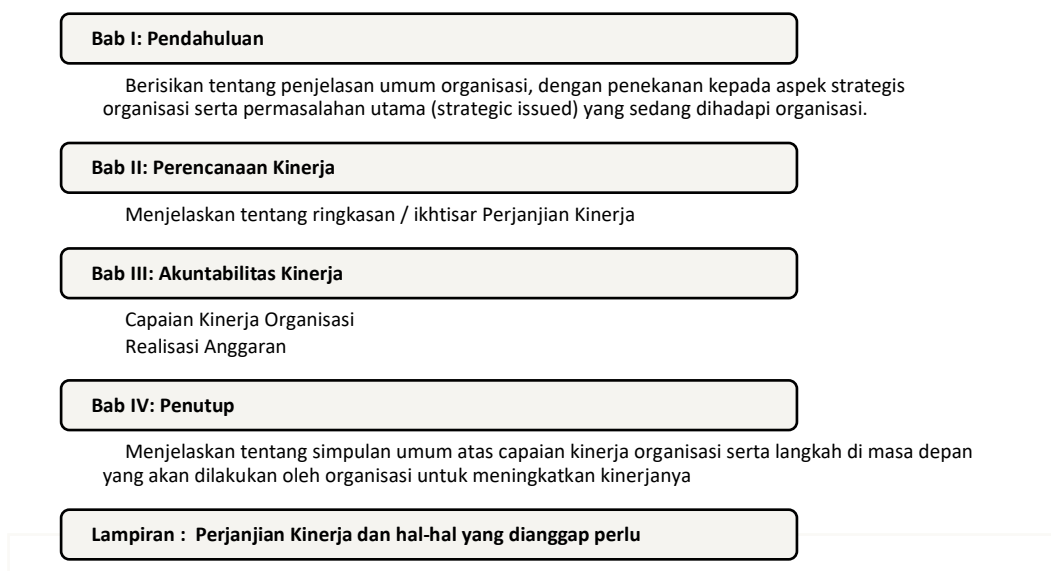 Bab I: Pendahuluan
Berisikan tentang penjelasan umum organisasi, dengan penekanan kepada aspek strategis
organisasi serta permasalahan utama (strategic issued) yang sedang dihadapi organisasi.
Bab II: Perencanaan Kinerja
Menjelaskan tentang ringkasan / ikhtisar Perjanjian Kinerja
Bab III: Akuntabilitas Kinerja
Capaian Kinerja Organisasi
Realisasi Anggaran
Bab IV: Penutup
Menjelaskan tentang simpulan umum atas capaian kinerja organisasi serta langkah di masa depan
yang akan dilakukan oleh organisasi untuk meningkatkan kinerjanya
Lampiran :  Perjanjian Kinerja dan hal-hal yang dianggap perlu